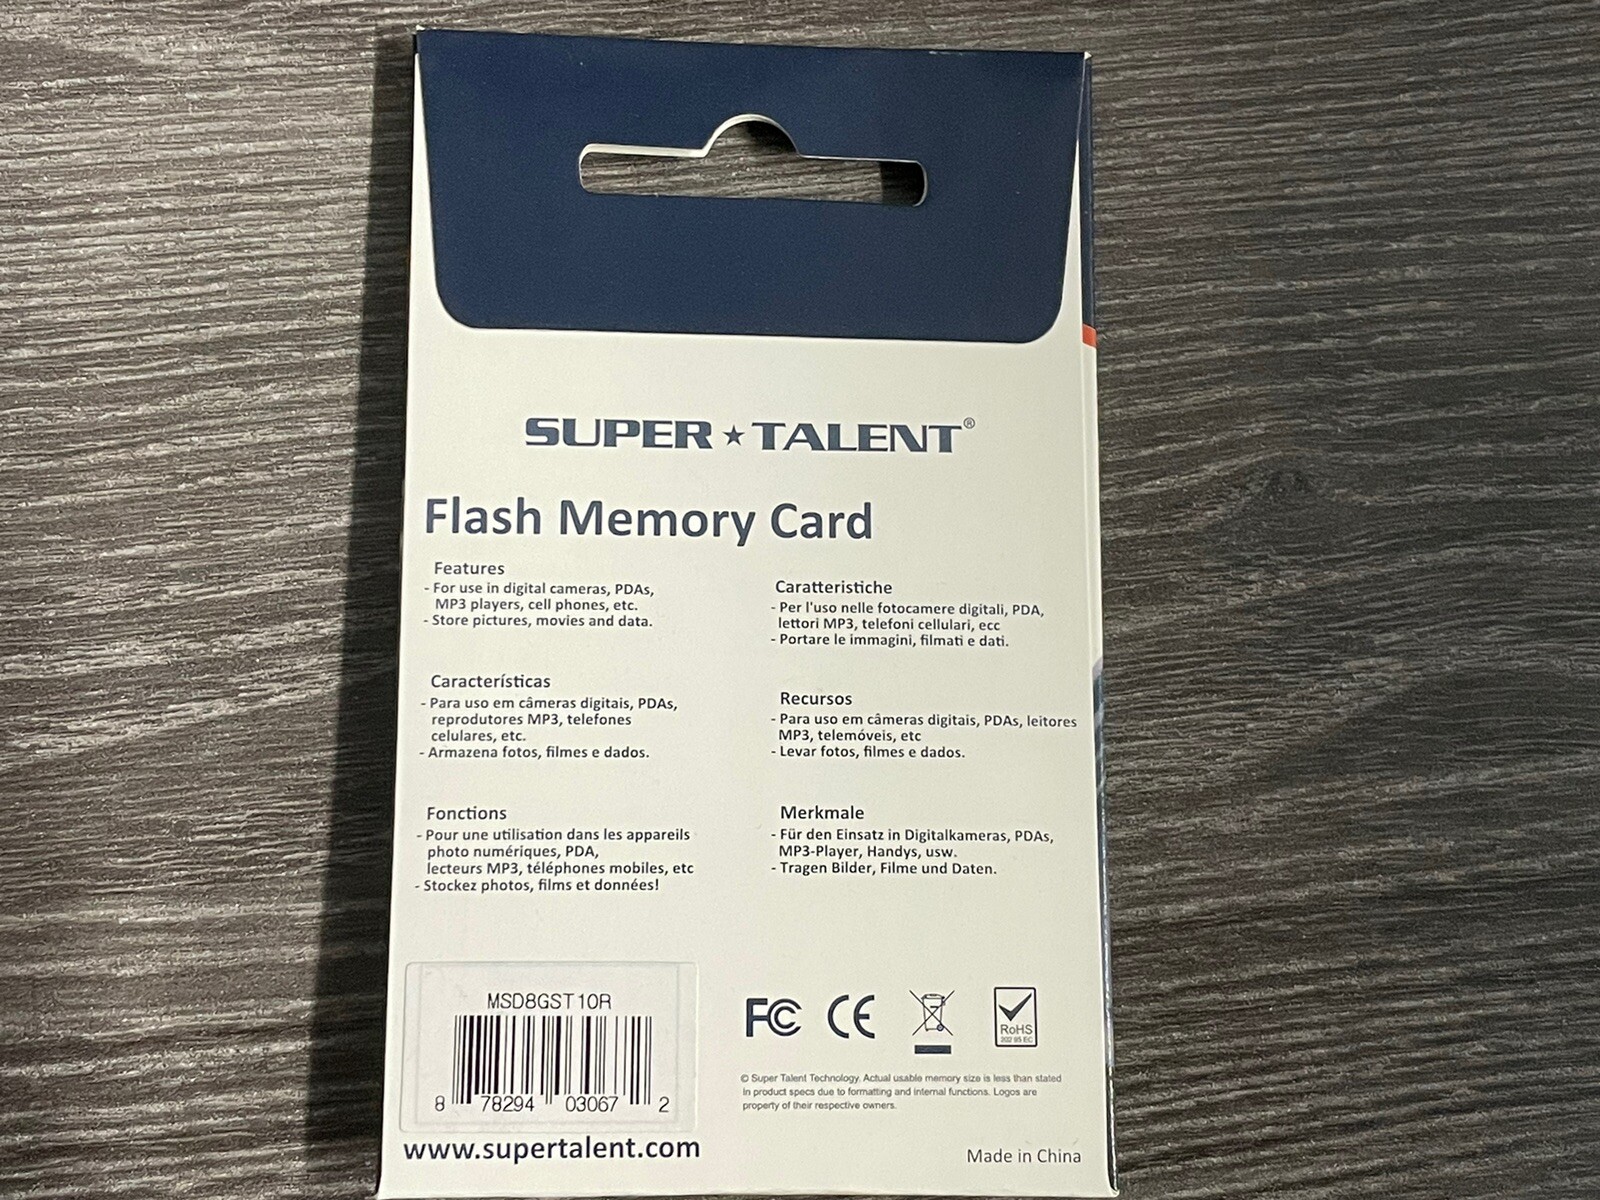 SUPER★TALENT®
Flash Memory Card
Features
- For use in digital cameras, PDAs,
MP3 players, cell phones, etc.
- Store pictures, movies and data.
Características
- Para uso em câmeras digitais, PDAs,
reprodutores MP3, telefones
celulares, etc.
- Armazena fotos, filmes e dados.
Fonctions
- Pour une utilisation dans les appareils
photo numériques, PDA,
lecteurs MP3, téléphones mobiles, etc
- Stockez photos, films et données!
Caratteristiche
- Per l'uso nelle fotocamere digitali, PDA,
lettori MP3, telefoni cellulari, ecc
- Portare le immagini, filmati e dati.
Recursos
- Para uso em câmeras digitais, PDAs, leitores
MP3, telemóveis, etc
- Levar fotos, filmes e dados.
Merkmale
- Für den Einsatz in Digitalkameras, PDAs,
MP3-Player, Handys, usw.
- Tragen Bilder, Filme und Daten.
MSD8GST10R
8 78294 03067 2
www.supertalent.com
FC CE
RoHS
202 95 EC
© Super Talent Technology. Actual usable memory size is less than stated
in product specs due to formatting and internal functions. Logos are
property of their respective owners.
Made in China